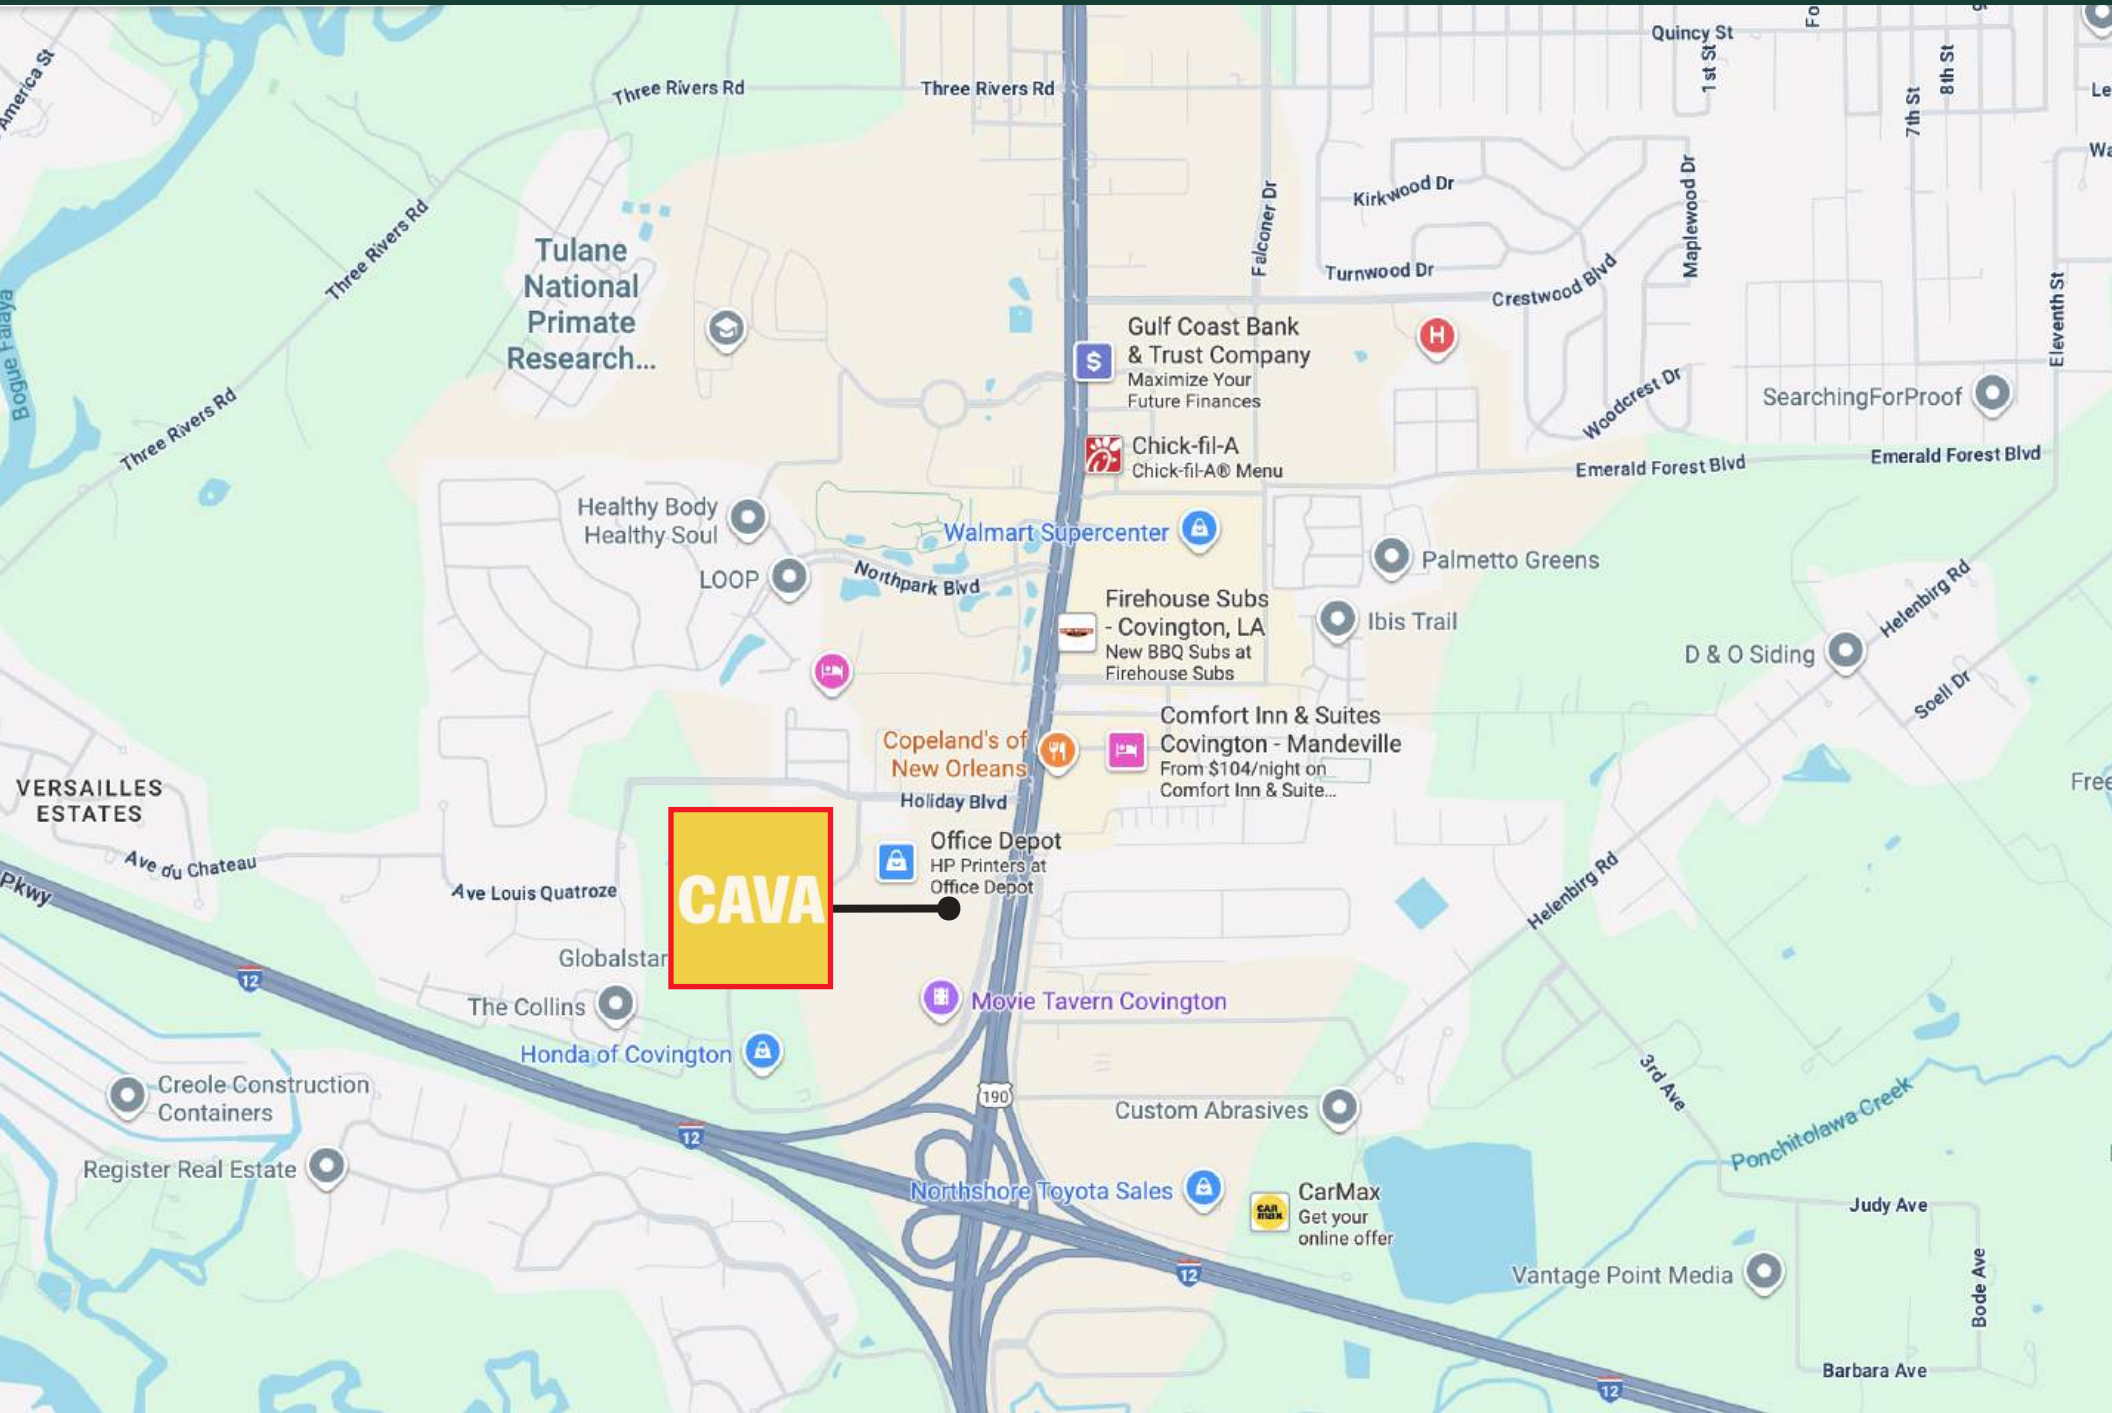 Quincy St
1st St
8th St
7th St
America St
Three Rivers Rd
Three Rivers Rd
Kirkwood Dr
Maplewood Dr
Falconer Dr
Turnwood Dr
Crestwood Blvd
Three Rivers Rd
Tulane
National
Primate
Research...
Bogue Falaya
Eleventh St
Gulf Coast Bank
& Trust Company
Maximize Your
Future Finances
$
H
Woodcrest Dr
SearchingForProof
Three Rivers Rd
Chick-fil-A
Chick-fil-A® Menu
Emerald Forest Blvd
Emerald Forest Blvd
Healthy Body
Healthy Soul
Walmart Supercenter
Palmetto Greens
LOOP
Northpark Blvd
Firehouse Subs
- Covington, LA
New BBQ Subs at
Firehouse Subs
Ibis Trail
Helenbirg Rd
D & O Siding
Soell Dr
Comfort Inn & Suites
Covington - Mandeville
From $104/night on
Comfort Inn & Suite...
Copeland's of
New Orleans
VERSAILLES
ESTATES
Free
Holiday Blvd
Office Depot
HP Printers at
Office Depot
Ave du Chateau
Pkwy
Ave Louis Quatroze
CAVA
Helenbirg Rd
Globalstar
12
The Collins
Movie Tavern Covington
Honda of Covington
Creole Construction
Containers
190
Custom Abrasives
3rd Ave
Ponchitolawa Creek
12
Register Real Estate
Northshore Toyota Sales
CAR
max
CarMax
Get your
online offer
Judy Ave
12
Vantage Point Media
Bode Ave
Barbara Ave
12